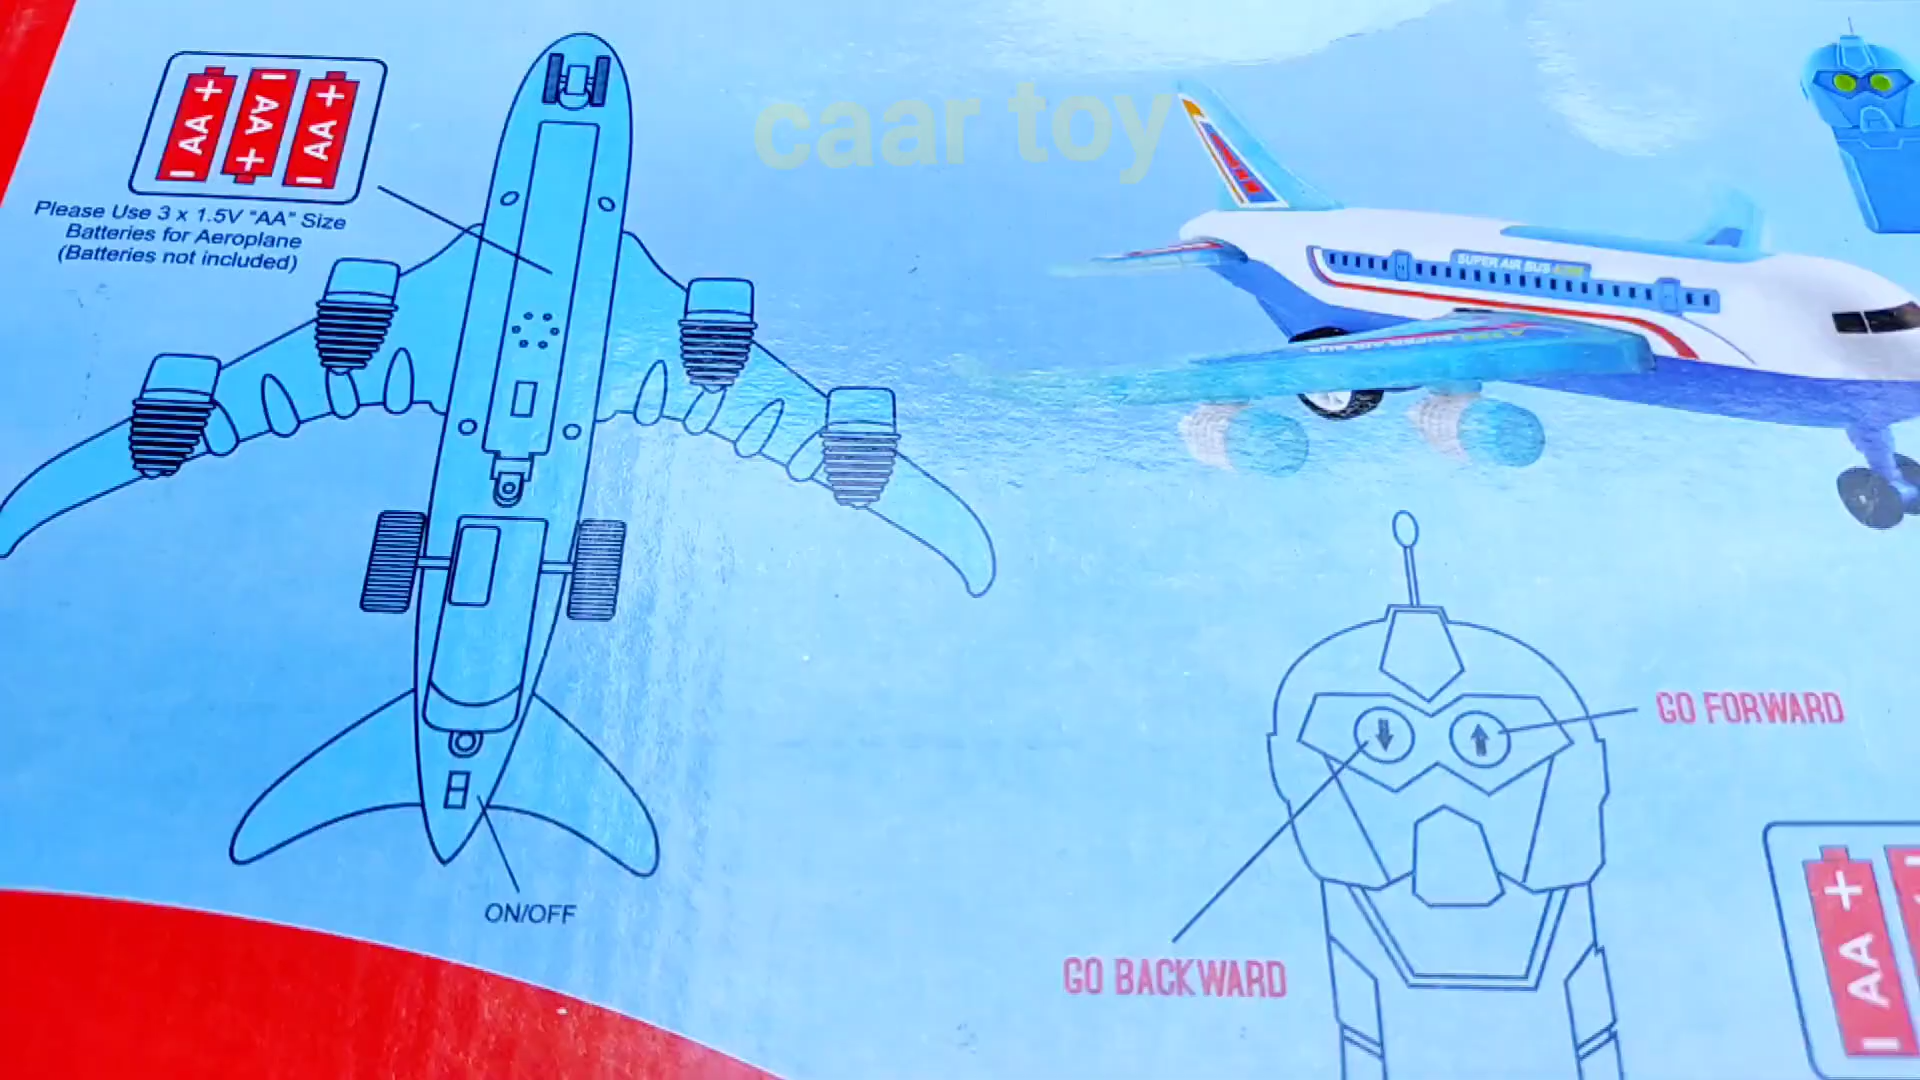 caar toy
AA +
AA +
AA +
Please Use 3 x 1.5V "AA" Size
Batteries for Aeroplane
(Batteries not included)
SUPER AIR BUS
GO FORWARD
GO BACKWARD
ON/OFF
AA +